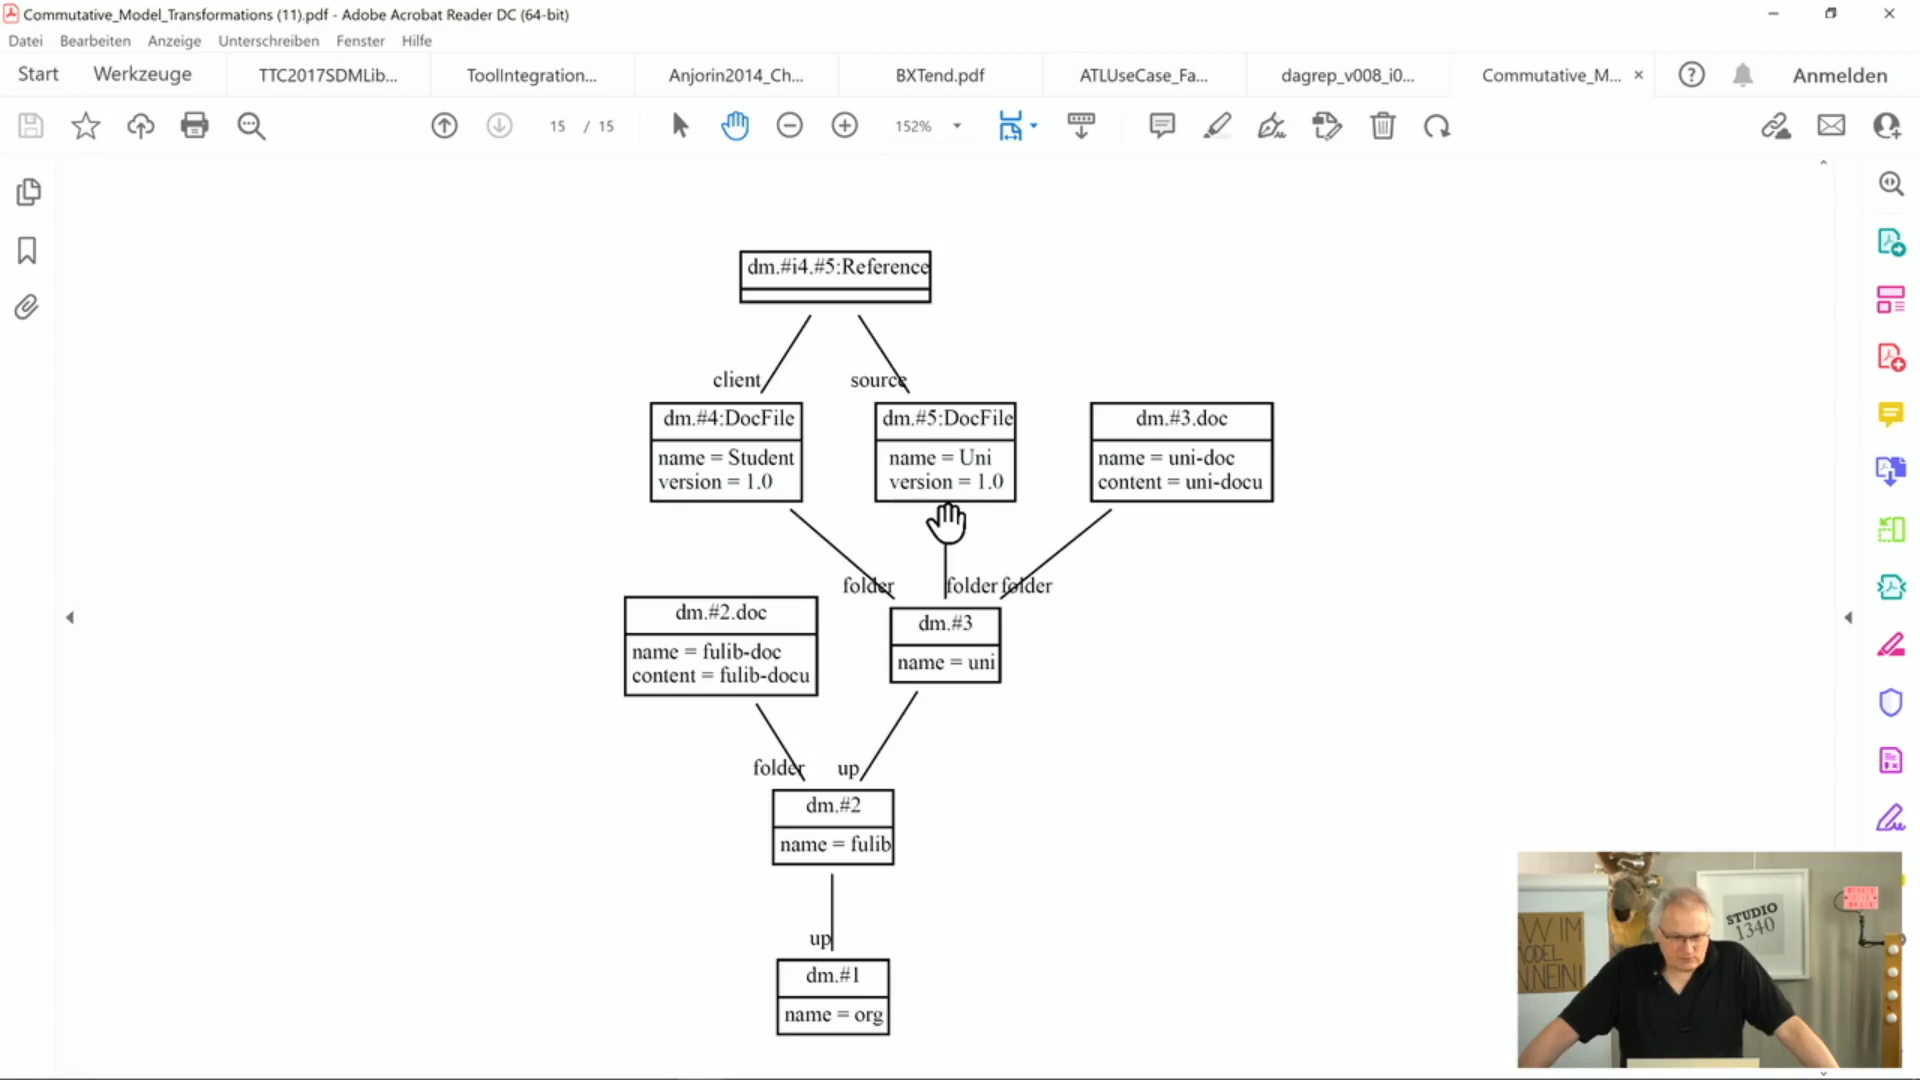 Commutative_Model_Transformations (11).pdf - Adobe Acrobat Reader DC (64-bit)
Datei Bearbeiten Anzeige Unterschreiben Fenster Hilfe
Start Werkzeuge TTC2017SDMLib... ToolIntegration... Anjorin2014_Ch... BXTend.pdf ATLUseCase_Fa... dagrep_v008_i0... Commutative_M... Anmelden
15 / 15 152%
dm.#i4.#5:Reference
client source
dm.#4:DocFile
name = Student
version = 1.0
dm.#5:DocFile
name = Uni
version = 1.0
dm.#3.doc
name = uni-doc
content = uni-docu
folder folder folder
dm.#2.doc
name = fulib-doc
content = fulib-docu
dm.#3
name = uni
folder up
dm.#2
name = fulib
up
dm.#1
name = org
STUDIO
1340
W IM
MODEL
N.NEIN!